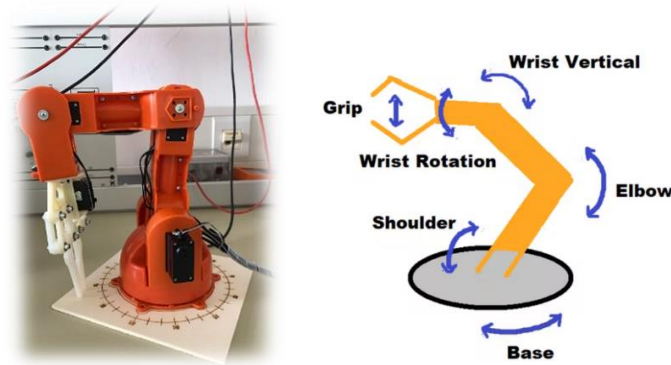 Wrist Vertical
Grip
Wrist Rotation
Elbow
Shoulder
Base